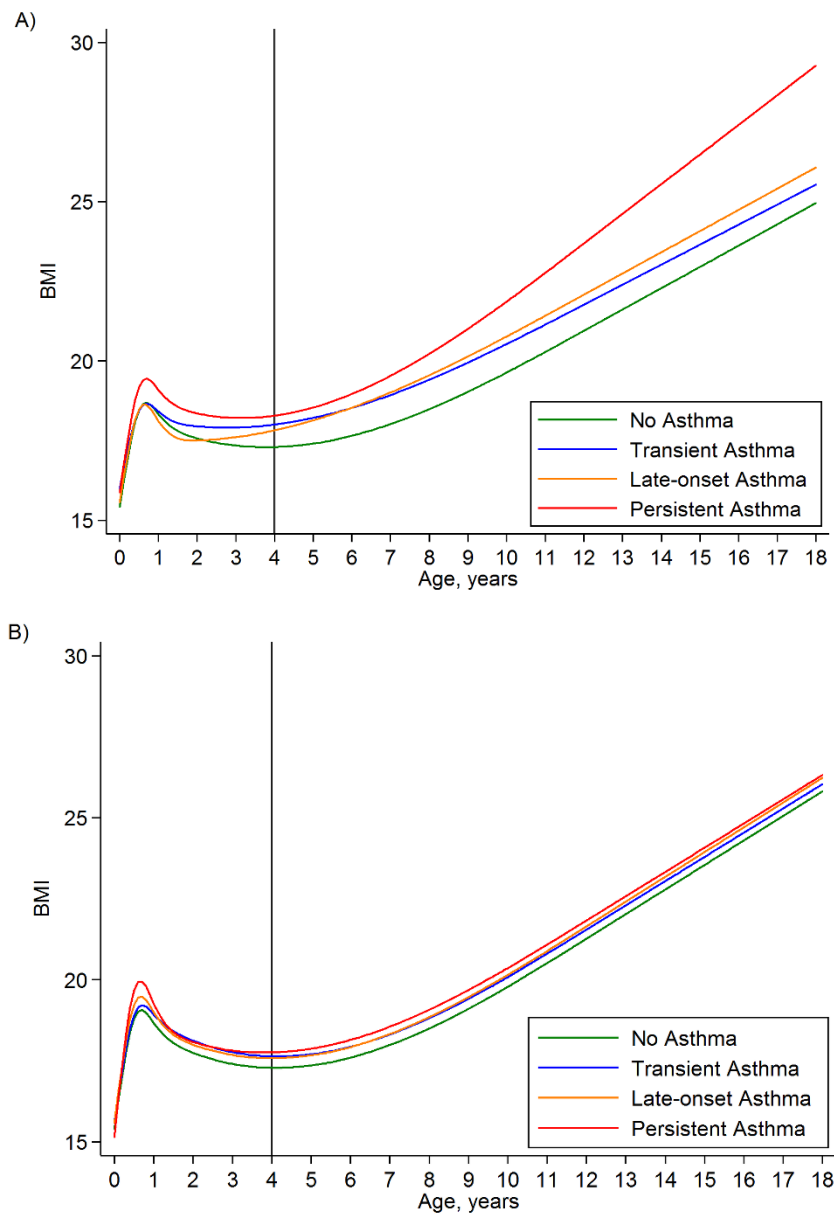 A)
30
25
20
15
BMI
No Asthma
Transient Asthma
Late-onset Asthma
Persistent Asthma
0 1 2 3 4 5 6 7 8 9 10 11 12 13 14 15 16 17 18
Age, years
B)
30
25
20
15
BMI
No Asthma
Transient Asthma
Late-onset Asthma
Persistent Asthma
0 1 2 3 4 5 6 7 8 9 10 11 12 13 14 15 16 17 18
Age, years